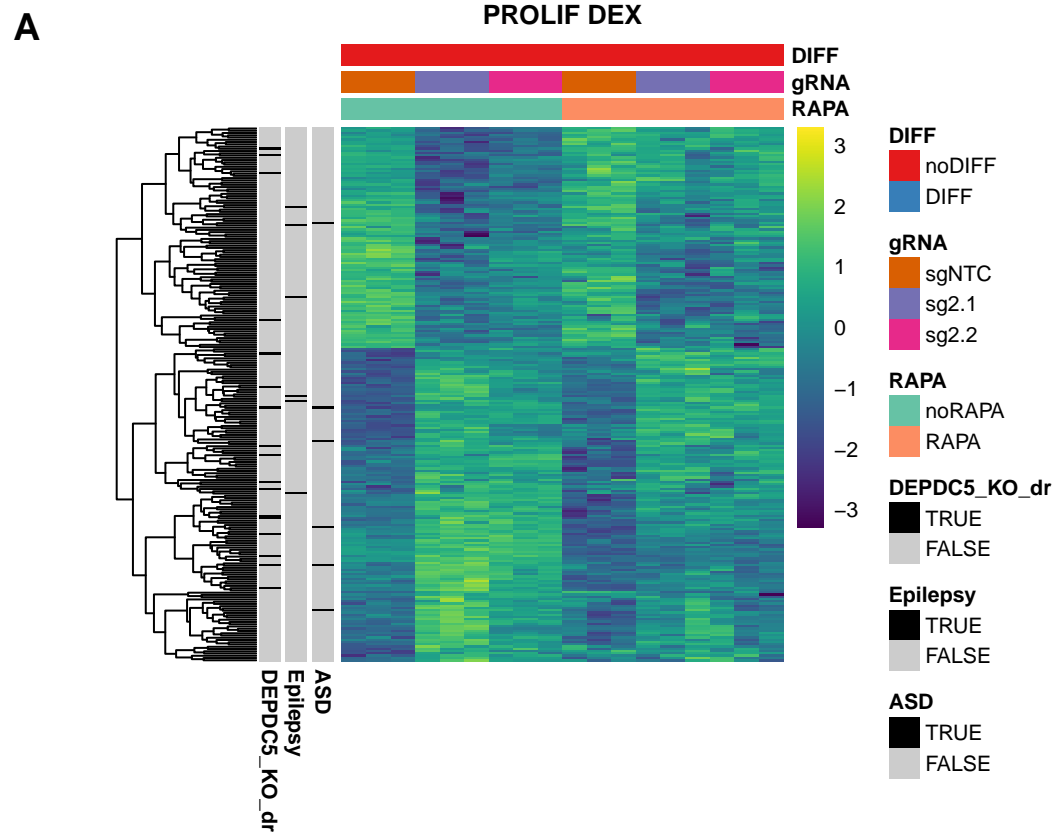 A
PROLIF DEX
DIFF
gRNA
RAPA
3
2
1
0
−1
−2
−3
DIFF
noDIFF
DIFF
gRNA
sgNTC
sg2.1
sg2.2
RAPA
noRAPA
RAPA
DEPDC5_KO_dr
TRUE
FALSE
Epilepsy
TRUE
FALSE
ASD
TRUE
FALSE
DEPDC5_KO_dr
Epilepsy
ASD